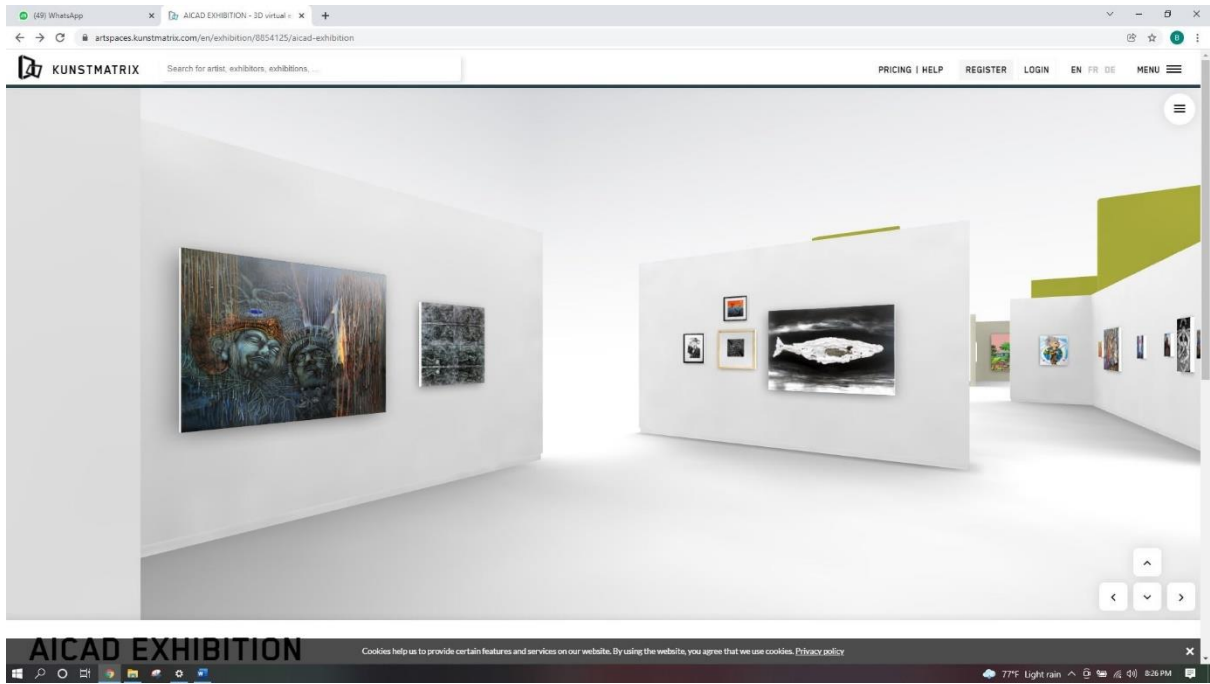 (49) WhatsApp
AICAD EXHIBITION - 3D virtual e
artspaces.kunstmatrix.com/en/exhibition/8854125/aicad-exhibition
B
KUNSTMATRIX
Search for artist, exhibitors, exhibitions, ...
PRICING | HELP REGISTER LOGIN EN FR DE MENU
AICAD EXHIBITION
Cookies help us to provide certain features and services on our website. By using the website, you agree that we use cookies. Privacy policy
77°F Light rain 8:26 PM